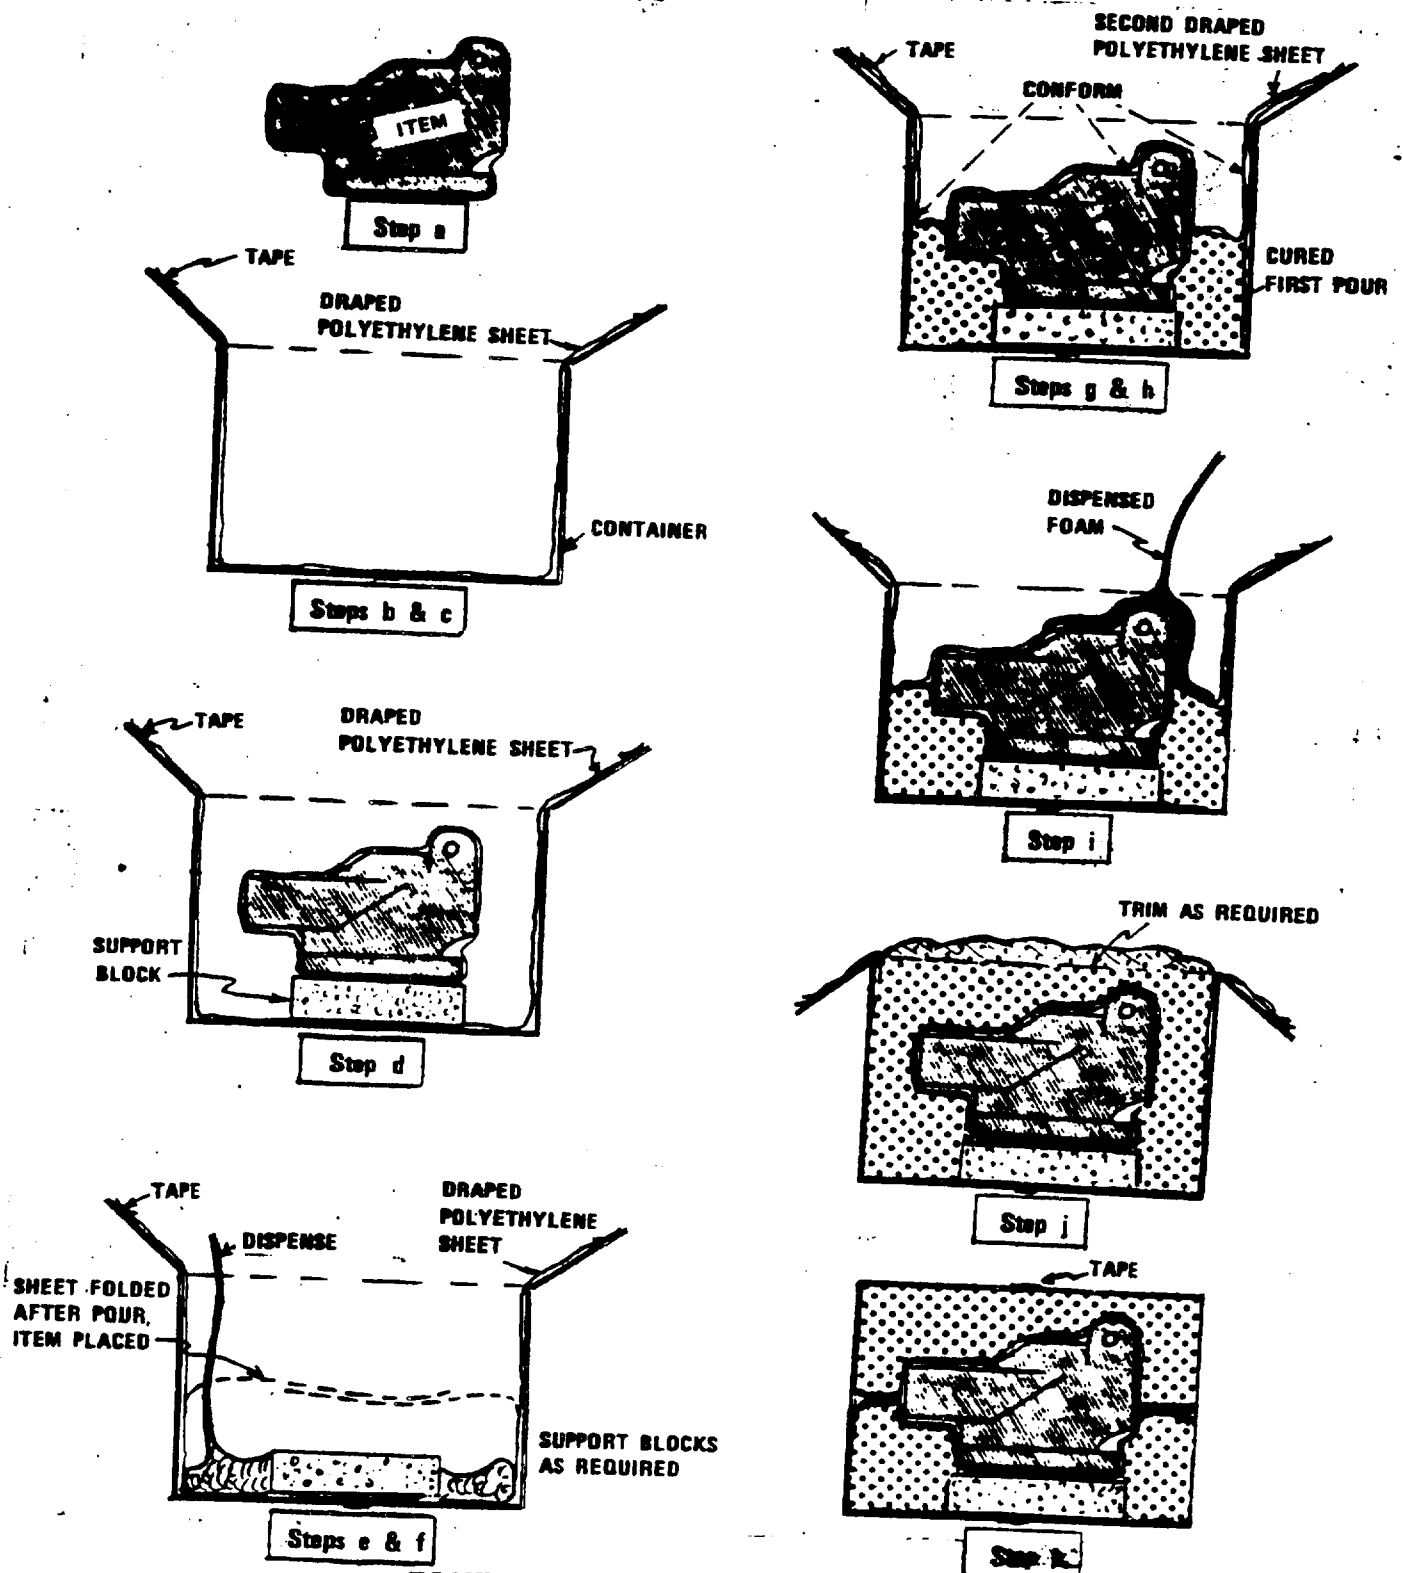 ITEM
Step a
TAPE
DRAPED
POLYETHYLENE SHEET
CONTAINER
Steps b & c
TAPE
DRAPED
POLYETHYLENE SHEET
SUPPORT
BLOCK
Step d
TAPE
DISPENSE
DRAPED
POLYETHYLENE
SHEET
SHEET FOLDED
AFTER POUR,
ITEM PLACED
SUPPORT BLOCKS
AS REQUIRED
Steps e & f
TAPE
SECOND DRAPED
POLYETHYLENE SHEET
CONFORM
CURED
FIRST POUR
Steps g & h
DISPENSED
FOAM
Step i
TRIM AS REQUIRED
Step j
TAPE
Step k